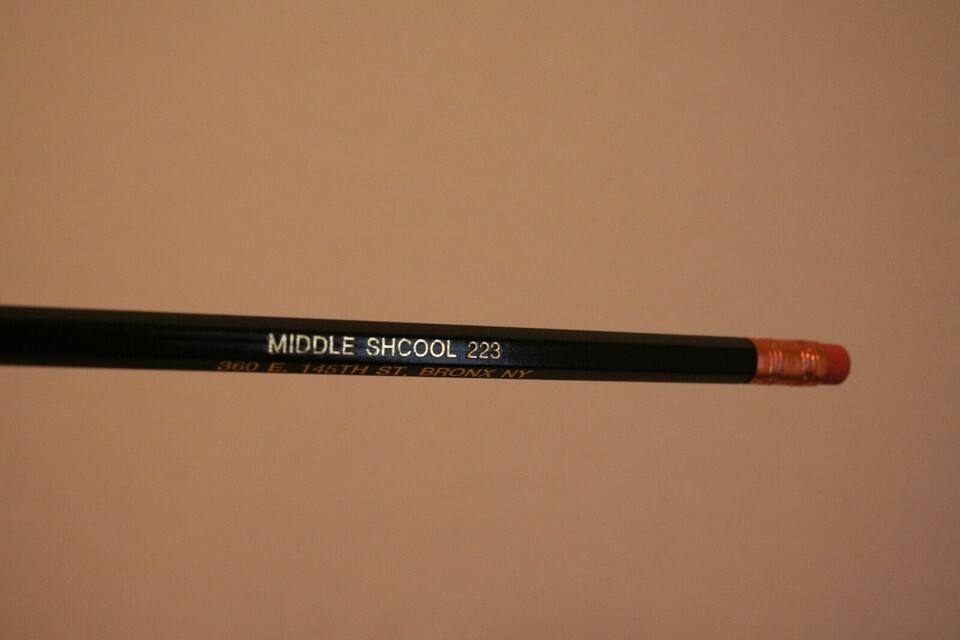 MIDDLE SHCOOL 223
360 E. 145TH ST. BRONX NY